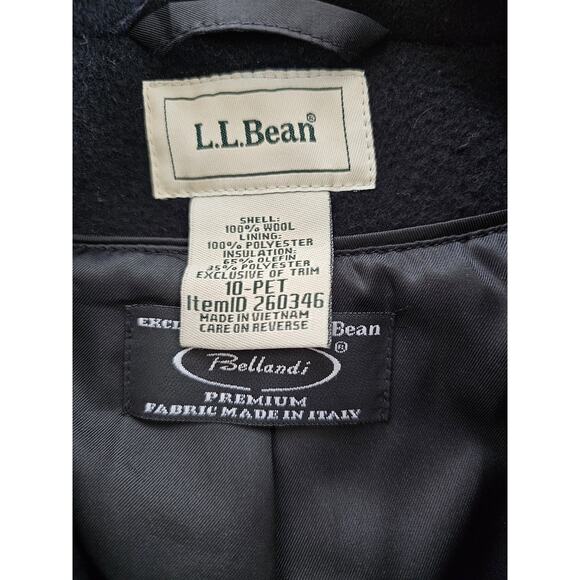 L.L.Bean®
SHELL:
100% WOOL
LINING:
100% POLYESTER
INSULATION:
65% OLEFIN
35% POLYESTER
EXCLUSIVE OF TRIM
10-PET
ItemID 260346
MADE IN VIETNAM
CARE ON REVERSE
Bean
Bellandi®
PREMIUM
FABRIC MADE IN ITALY